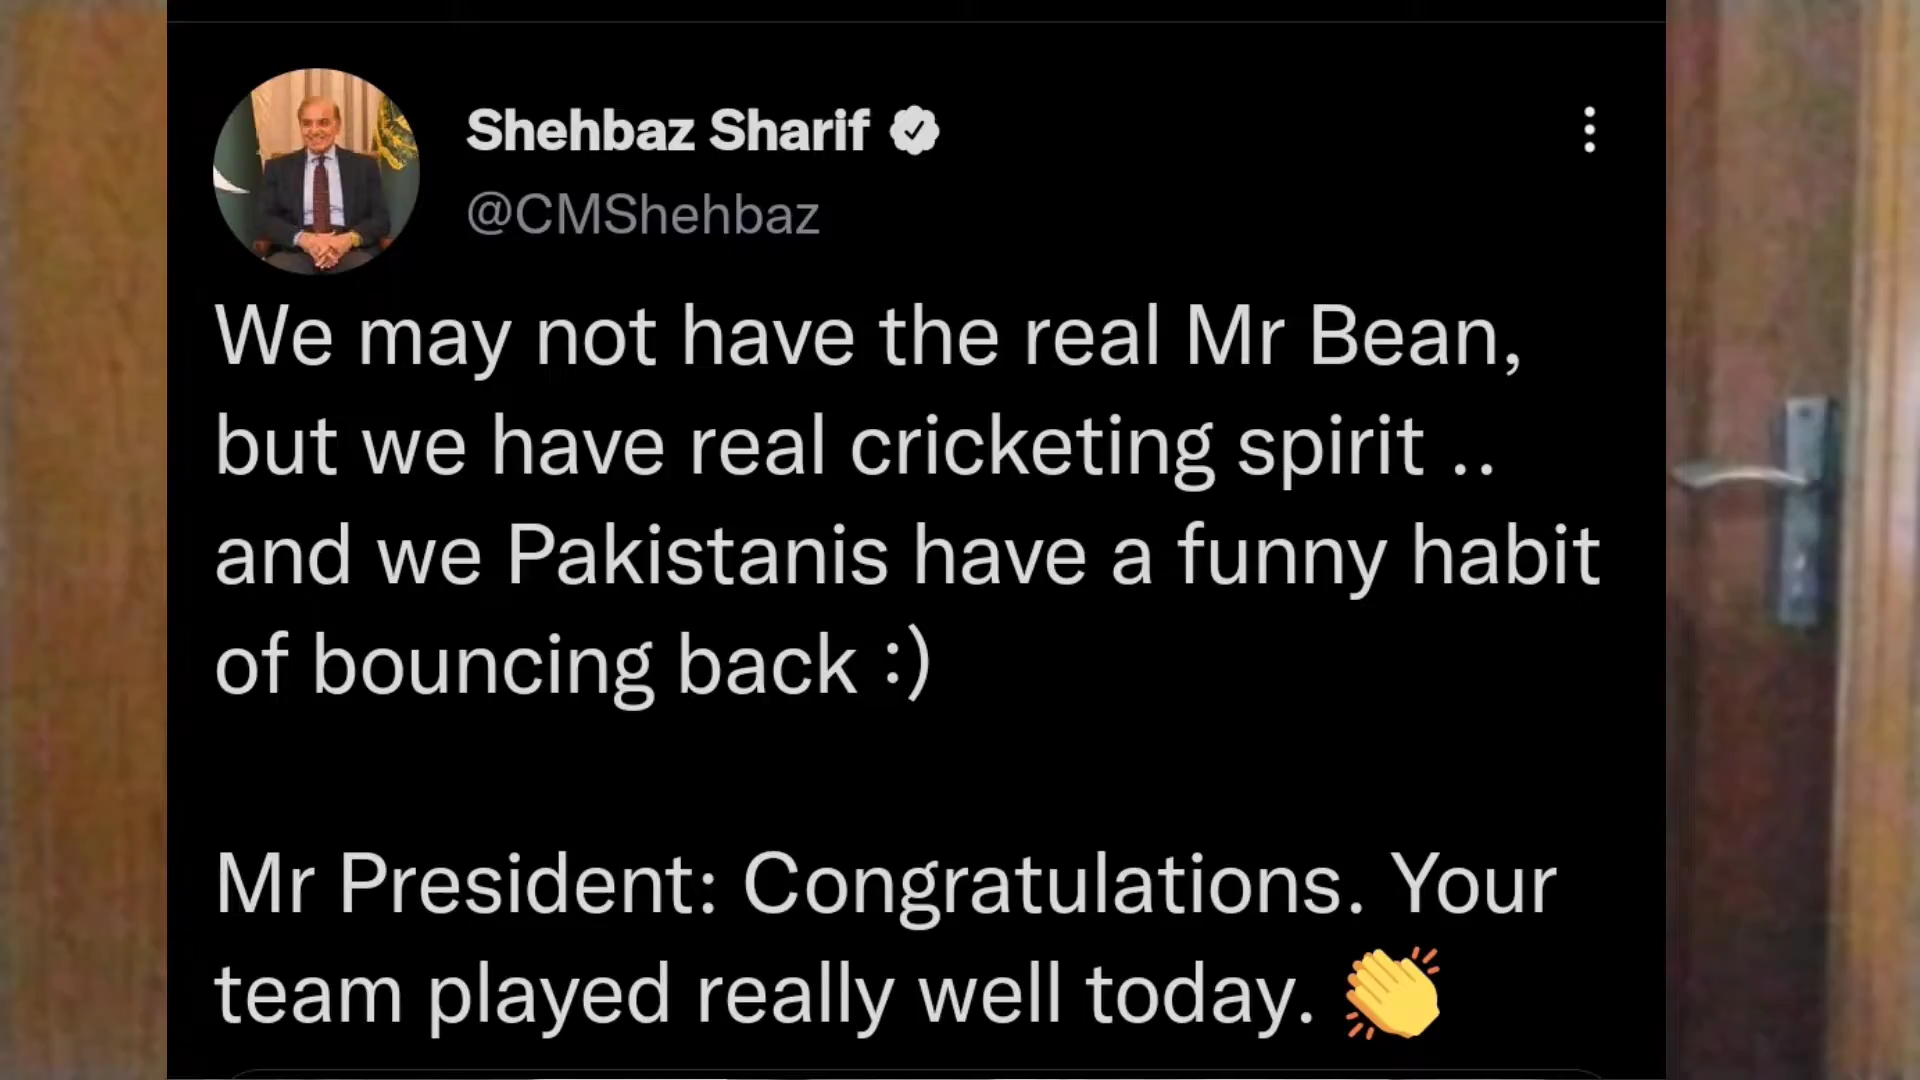 Shehbaz Sharif
@CMShehbaz
We may not have the real Mr Bean,
but we have real cricketing spirit ..
and we Pakistanis have a funny habit
of bouncing back :)
Mr President: Congratulations. Your
team played really well today. 👏